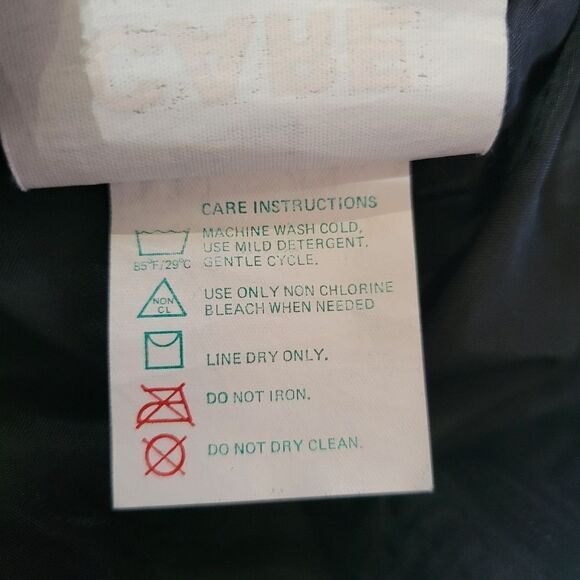 CARE
CARE INSTRUCTIONS
MACHINE WASH COLD,
USE MILD DETERGENT.
85°F/29°C GENTLE CYCLE.
NON
CL
USE ONLY NON CHLORINE
BLEACH WHEN NEEDED
LINE DRY ONLY.
DO NOT IRON.
DO NOT DRY CLEAN.